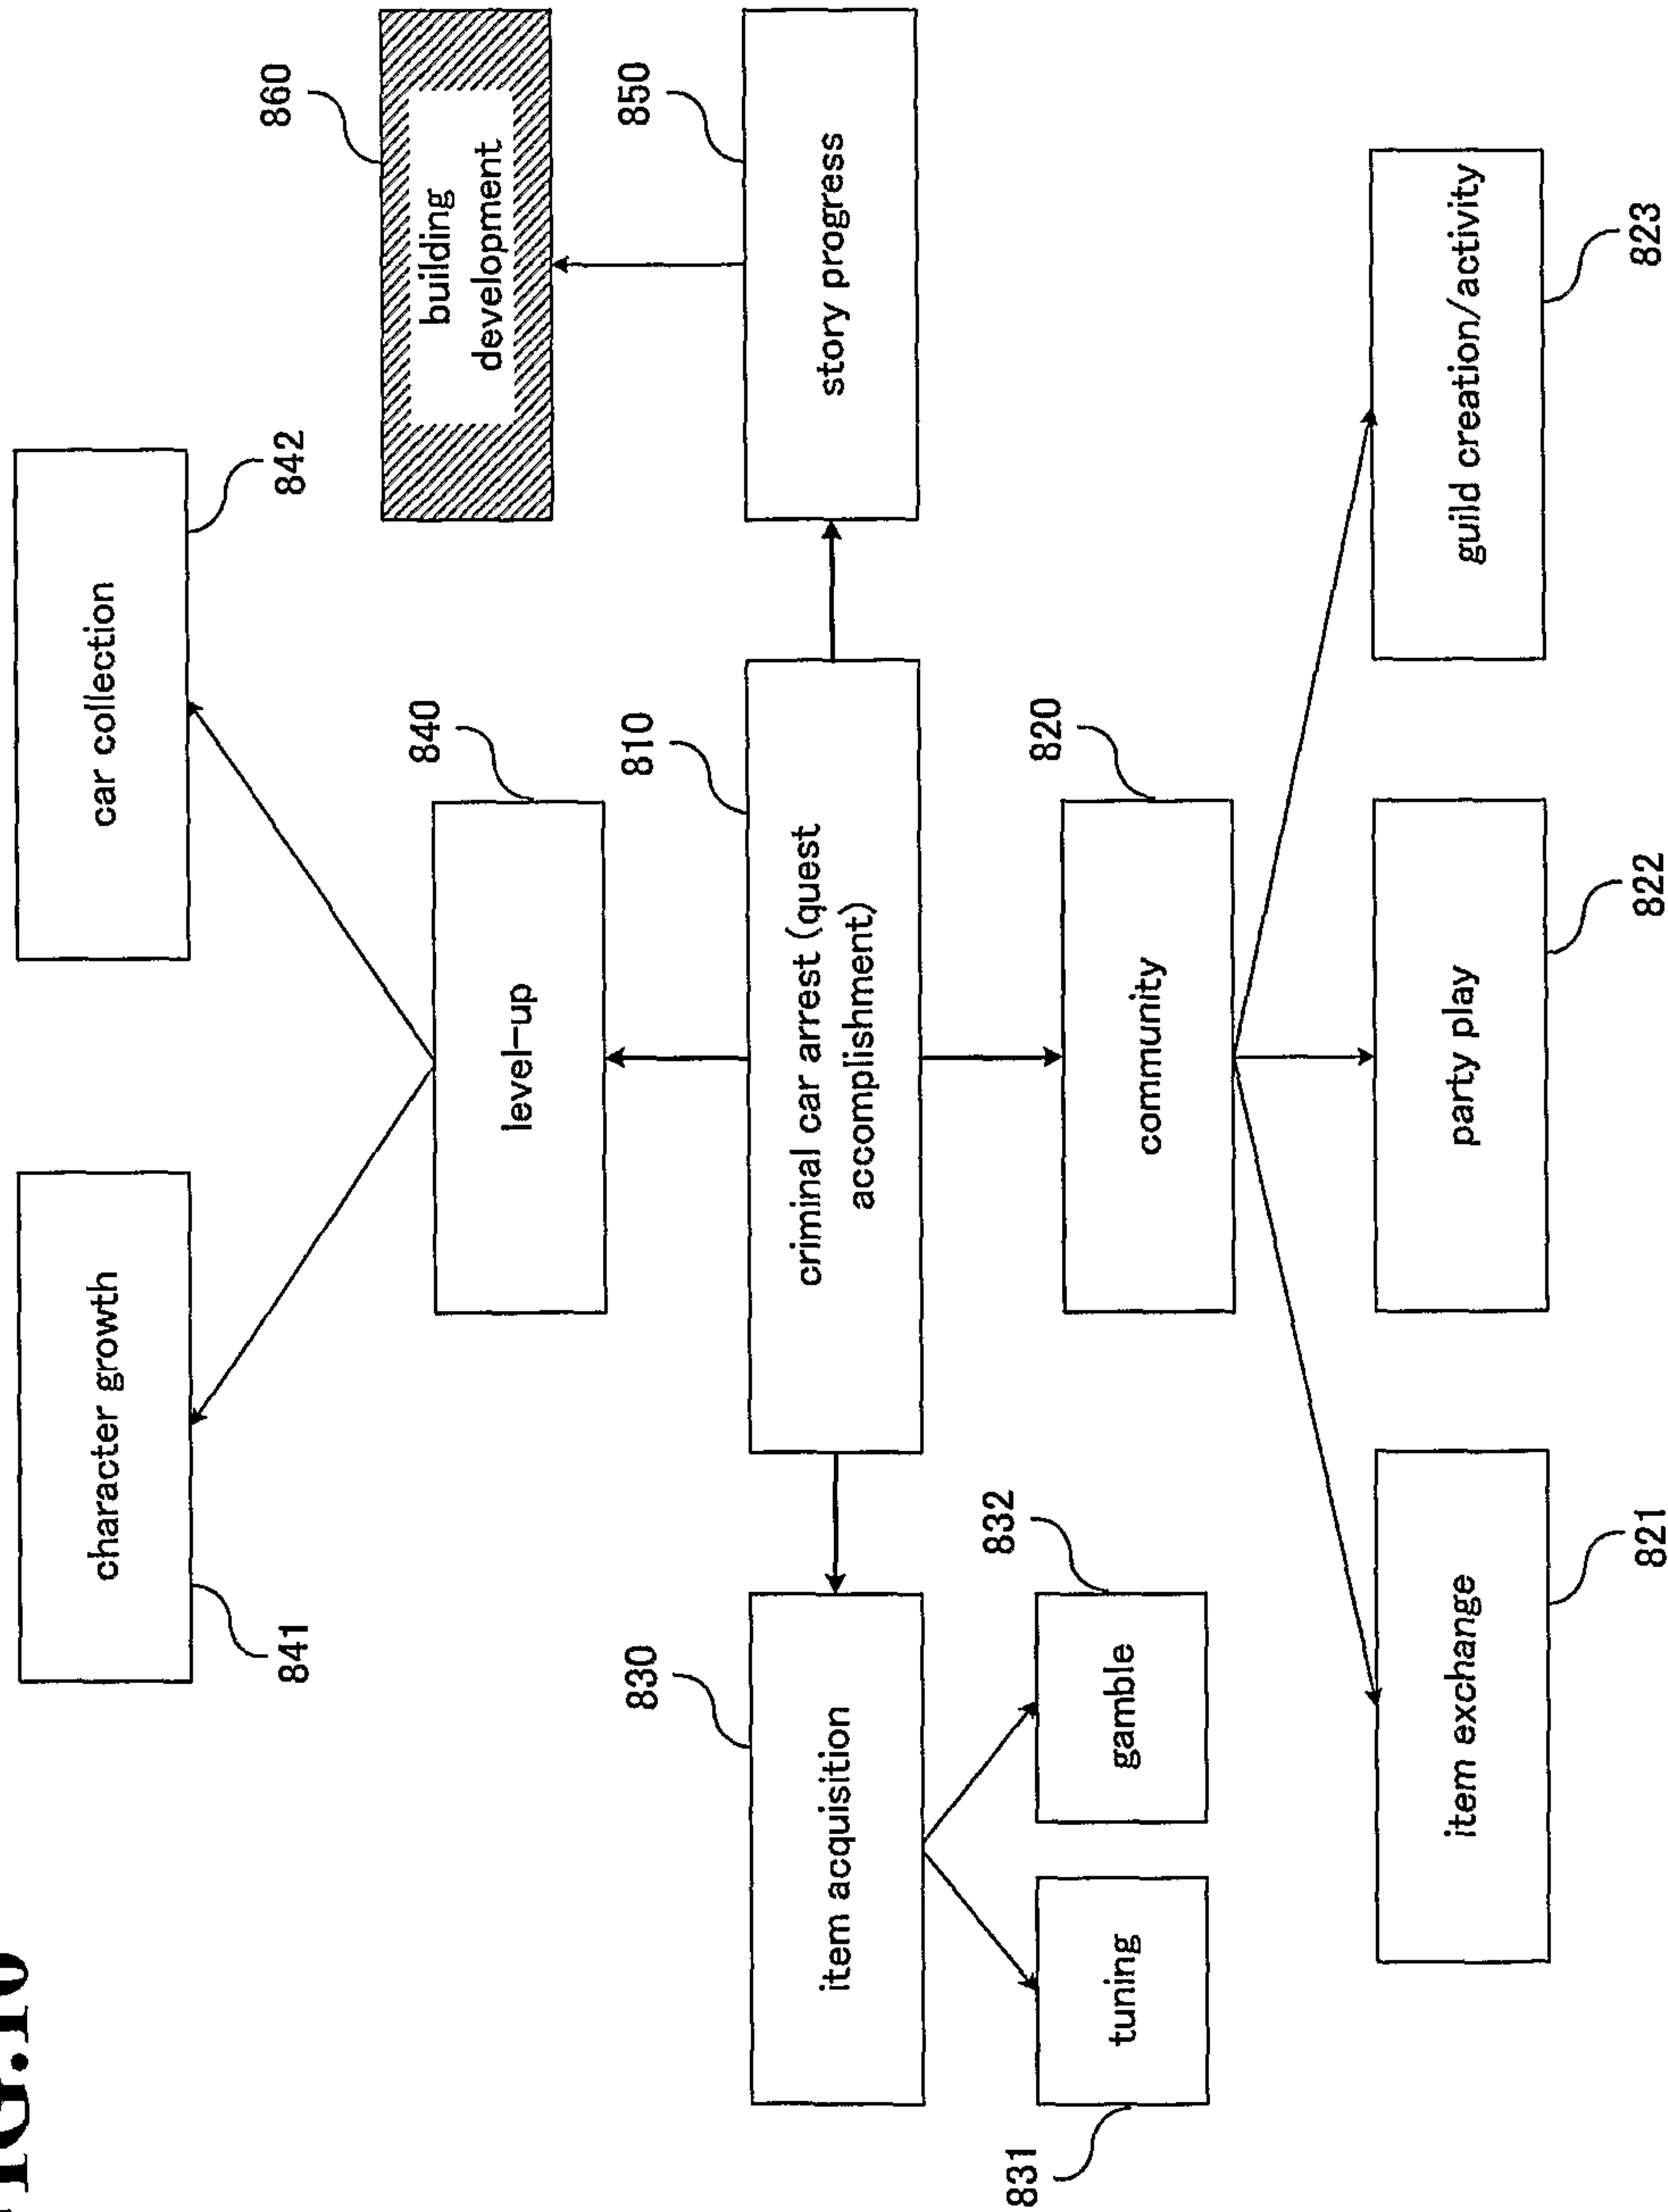 FIG.10
character growth
car collection
841
842
860
840
building
development
level-up
830
810
850
item acquisition
criminal car arrest (quest
accomplishment)
story progress
831
832
820
tuning
gamble
community
item exchange
party play
guild creation/activity
821
822
823